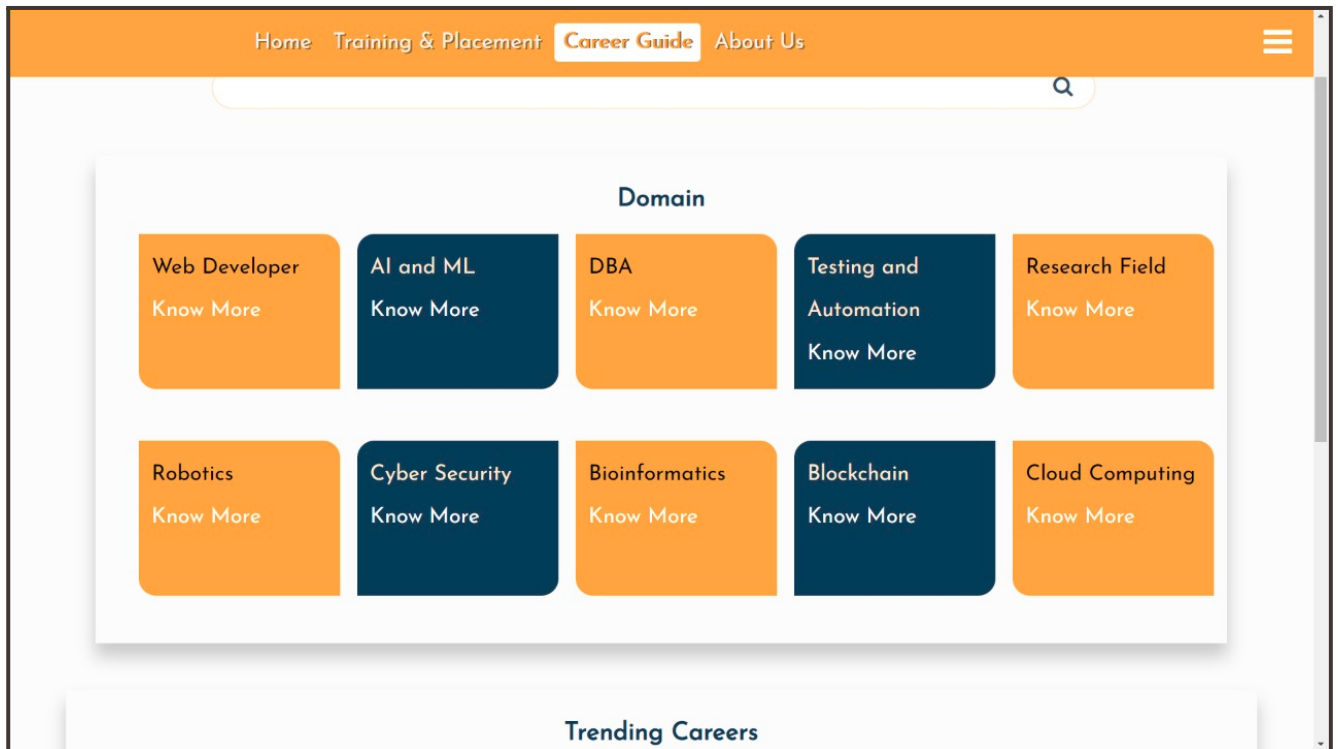 Home Training & Placement Career Guide About Us
Domain
Web Developer
Know More
AI and ML
Know More
DBA
Know More
Testing and
Automation
Know More
Research Field
Know More
Robotics
Know More
Cyber Security
Know More
Bioinformatics
Know More
Blockchain
Know More
Cloud Computing
Know More
Trending Careers